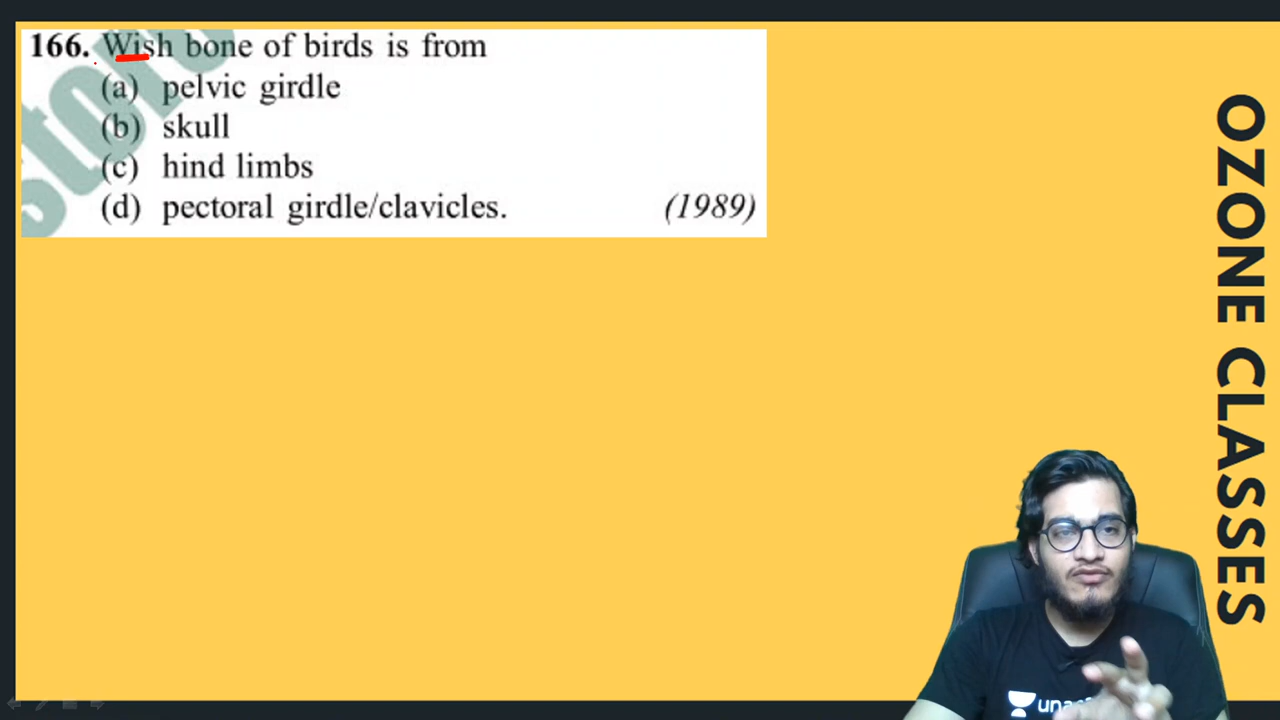 166. Wish bone of birds is from
(a) pelvic girdle
(b) skull
(c) hind limbs
(d) pectoral girdle/clavicles. (1989)
OZONE CLASSES